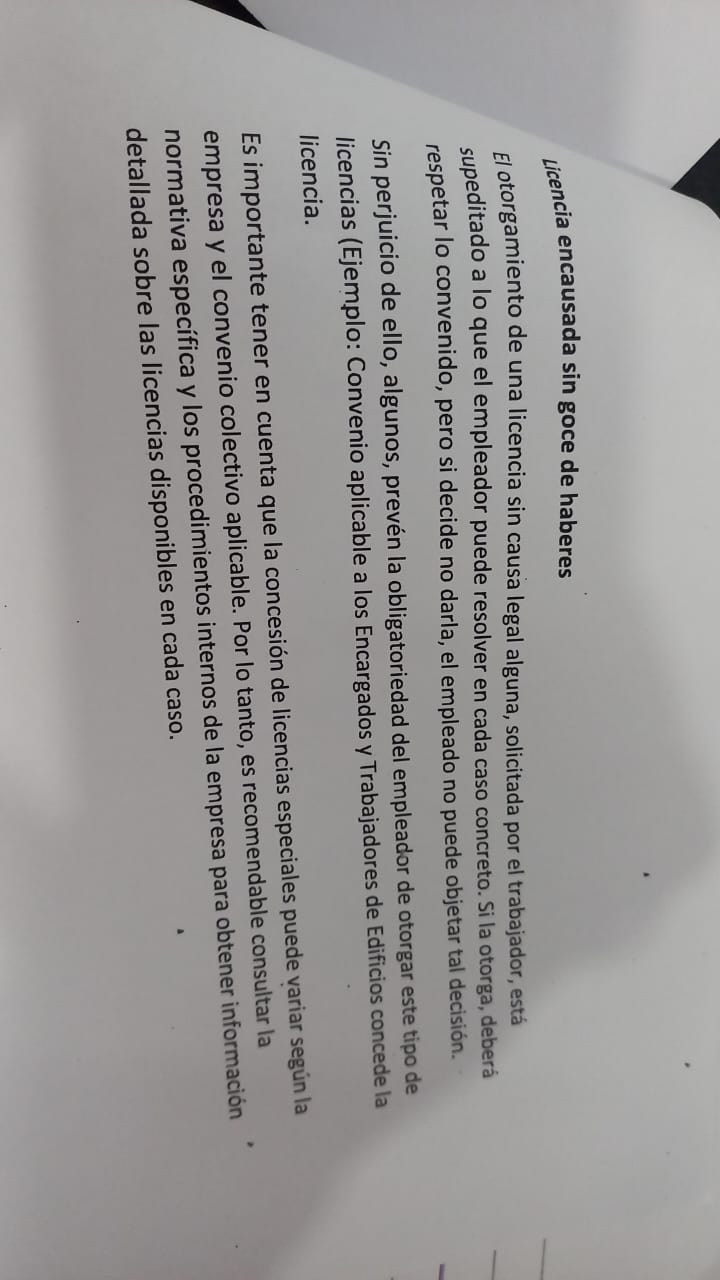 Licencia encausada sin goce de haberes
El otorgamiento de una licencia sin causa legal alguna, solicitada por el trabajador, está
supeditado a lo que el empleador puede resolver en cada caso concreto. Si la otorga, deberá
respetar lo convenido, pero si decide no darla, el empleado no puede objetar tal decisión.
Sin perjuicio de ello, algunos, prevén la obligatoriedad del empleador de otorgar este tipo de
licencias (Ejemplo: Convenio aplicable a los Encargados y Trabajadores de Edificios concede la
licencia.
Es importante tener en cuenta que la concesión de licencias especiales puede variar según la
empresa y el convenio colectivo aplicable. Por lo tanto, es recomendable consultar la
normativa específica y los procedimientos internos de la empresa para obtener información
detallada sobre las licencias disponibles en cada caso.